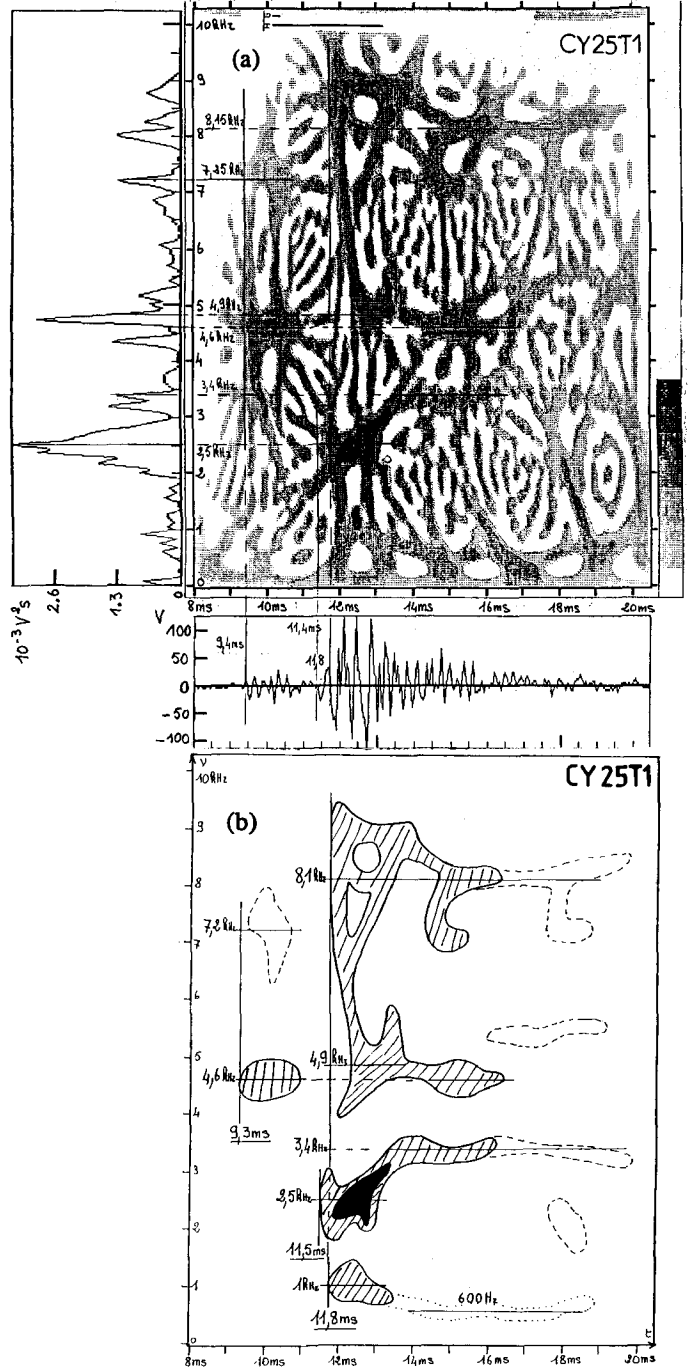 10kHz
CY25T1
(a)
9
8,15kHz
8
7,25kHz
7
6
5
4,9kHz
4,6kHz
4
3,4kHz
3
2,5kHz
2
1
0
10⁻³V²s
2.6
1.3
0
8ms
10ms
12ms
14ms
16ms
18ms
20ms
V
100
50
0
-50
-100
9,4ms
11,4ms
11,8
ν
10kHz
CY25T1
(b)
9
8,1kHz
8
7,2kHz
7
6
5
4,9kHz
4,6kHz
4
9,3ms
3,4kHz
3
2,5kHz
2
11,5ms
1kHz
1
600Hz
11,8ms
0
t
8ms
10ms
12ms
14ms
16ms
18ms
20ms